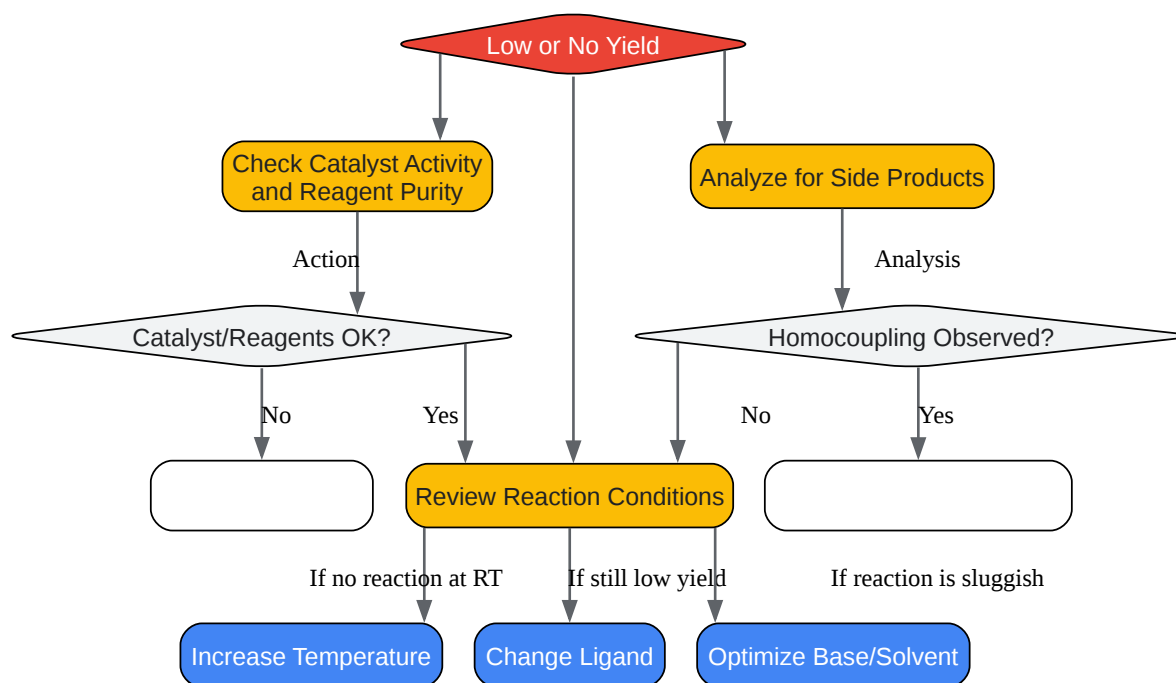 Low or No Yield
Check Catalyst Activity
and Reagent Purity
Analyze for Side Products
Action
Analysis
Catalyst/Reagents OK?
Homocoupling Observed?
No
Yes
No
Yes
Review Reaction Conditions
If no reaction at RT
If still low yield
If reaction is sluggish
Increase Temperature
Change Ligand
Optimize Base/Solvent